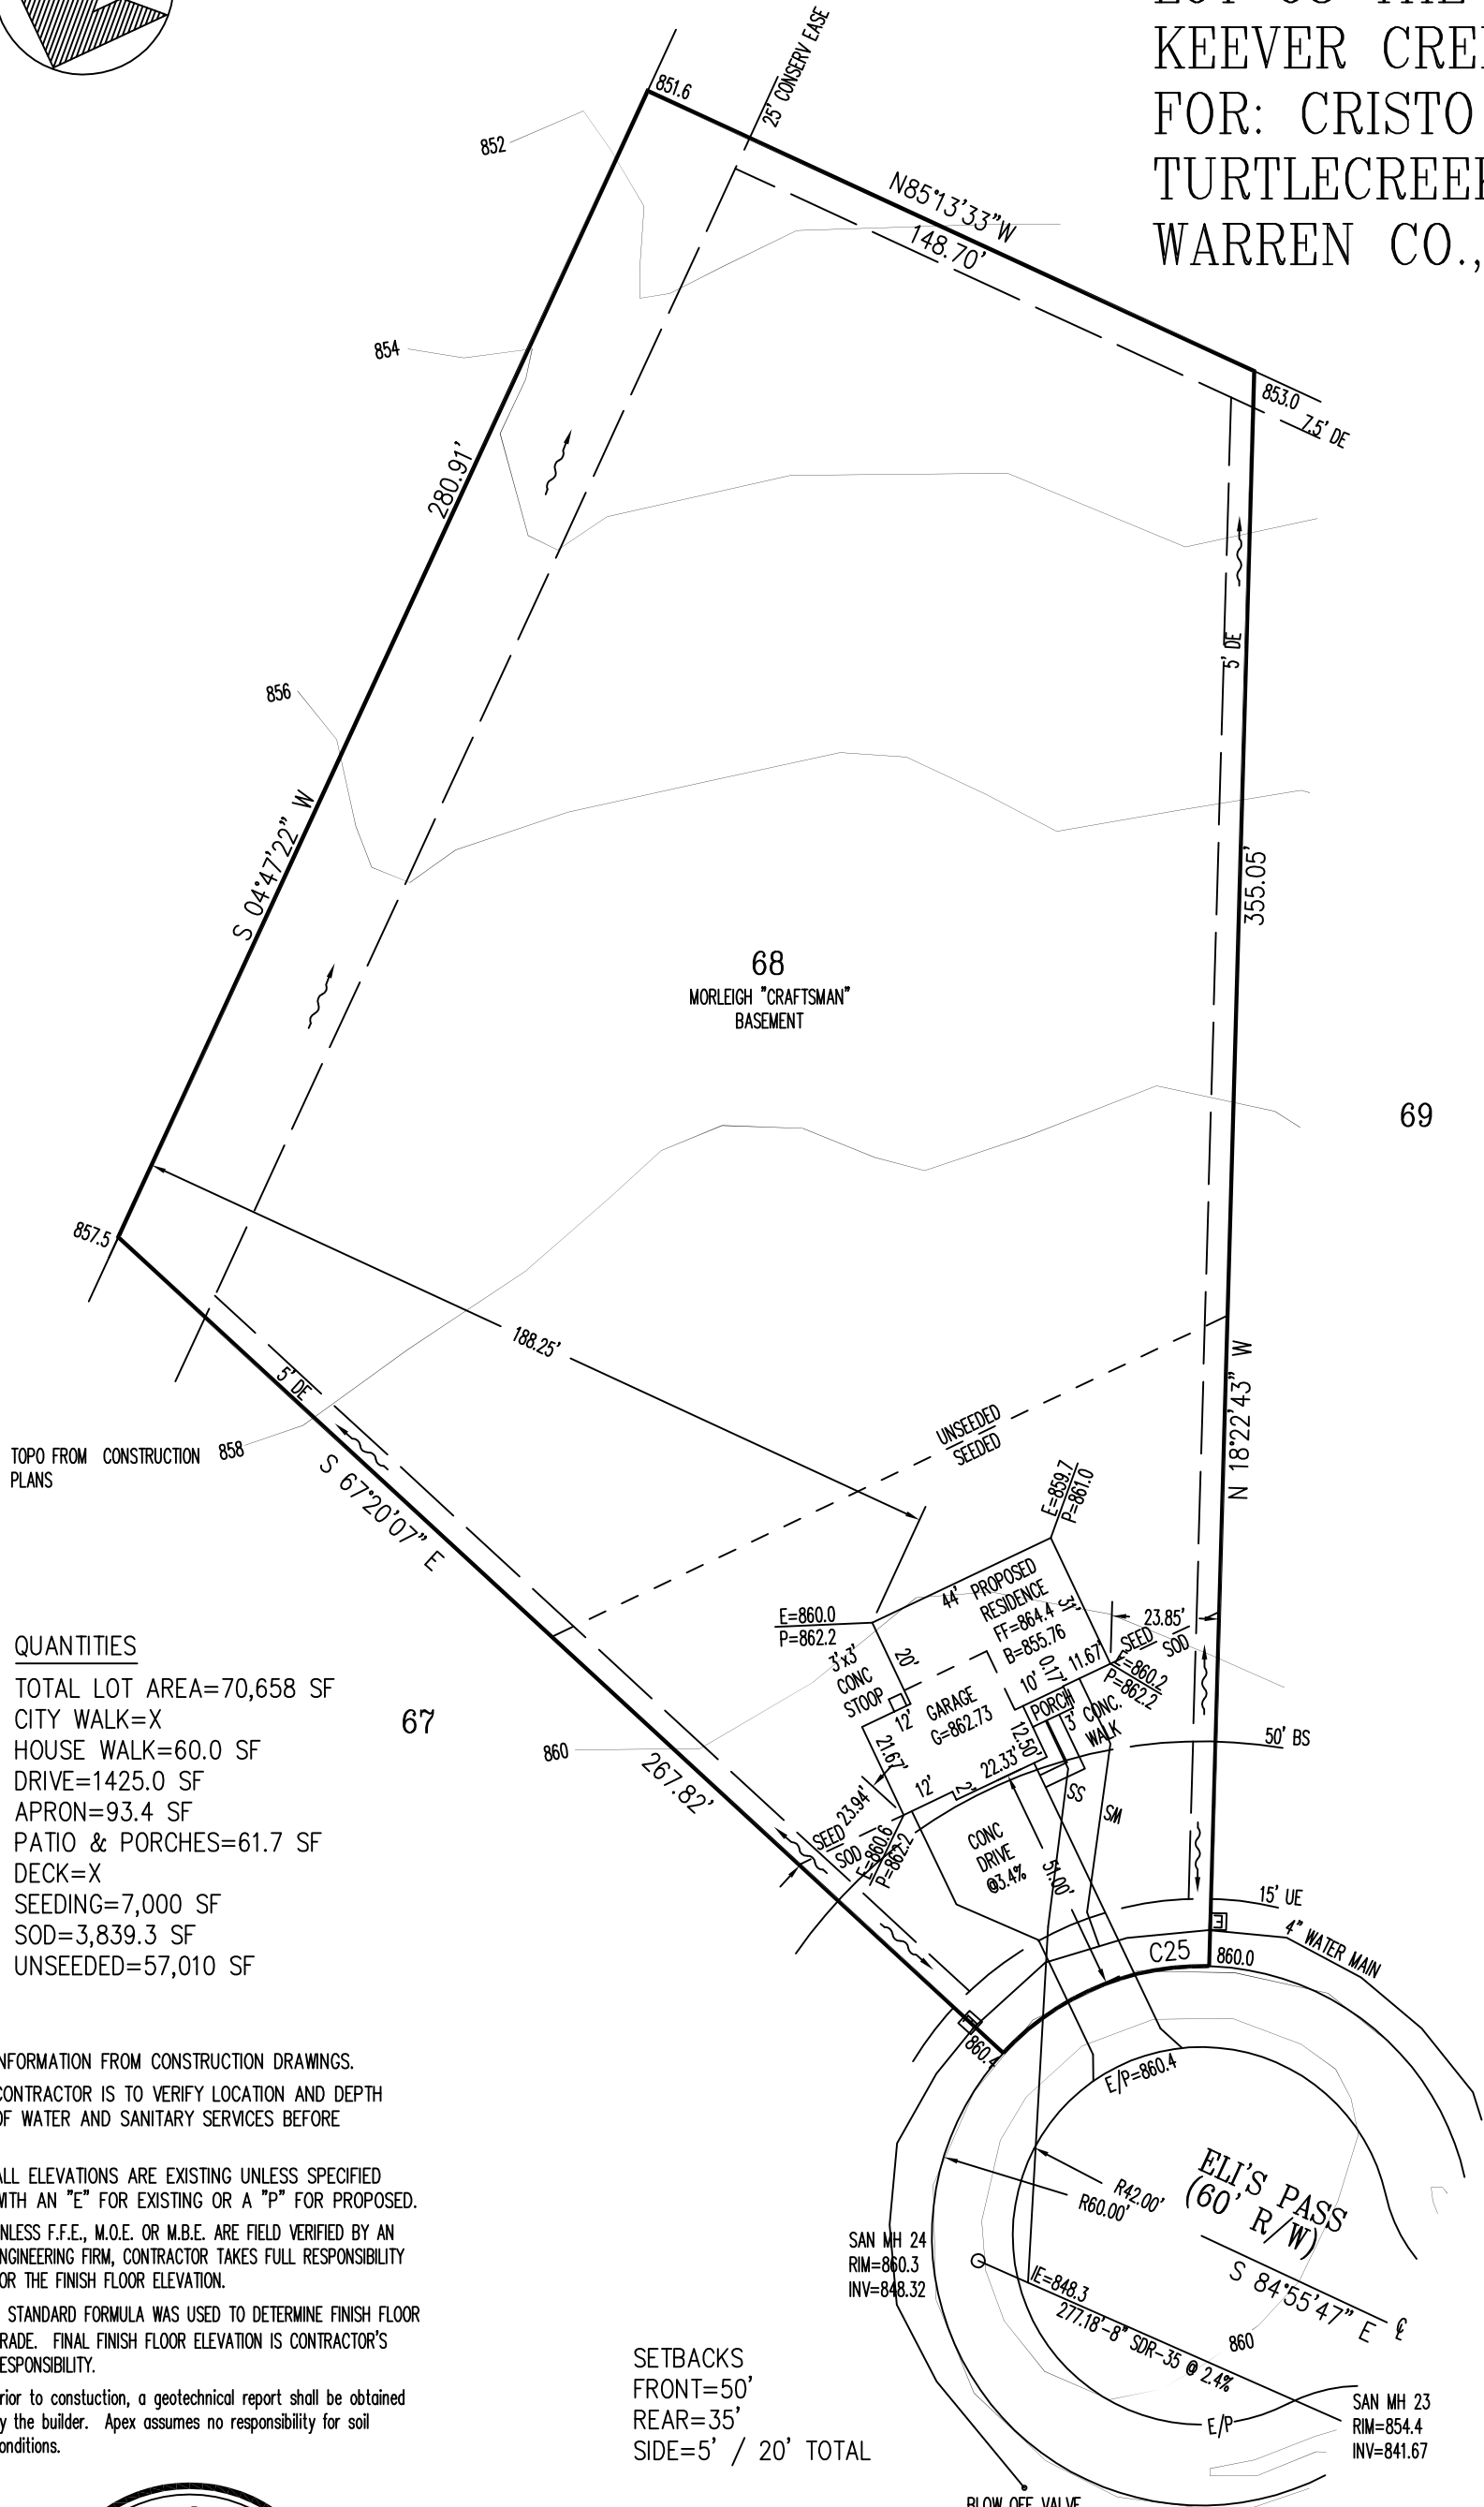 KEEVER CREE
FOR: CRISTO
TURTLECREEK
WARREN CO.,
851.6
25' CONSERV EASE
852
N85°13'33"W
148.70'
854
853.0
7.5' DE
280.91'
5' DE
856
S 04°47'22" W
355.05'
68
MORLEIGH "CRAFTSMAN"
BASEMENT
69
857.5
188.25'
5' DE
N 18°22'43" W
UNSEEDED
SEEDED
TOPO FROM CONSTRUCTION
PLANS
858
S 67°20'07" E
E=859.7
P=861.0
44' PROPOSED
RESIDENCE
FF=864.4
B=855.76
31'
E=860.0
P=862.2
3'x3'
CONC
STOOP
20'
23.85'
SEED
SOD
E=860.2
P=862.2
11.67'
0.17'
10'
PORCH
3' CONC.
WALK
12'
GARAGE
G=862.73
12.50'
21.67'
22.33'
12'
2'
23.94'
SEED
SOD
E=860.6
P=862.2
50' BS
SS
SM
CONC
DRIVE
@3.4%
51.00'
QUANTITIES
TOTAL LOT AREA=70,658 SF
CITY WALK=X
HOUSE WALK=60.0 SF
DRIVE=1425.0 SF
APRON=93.4 SF
PATIO & PORCHES=61.7 SF
DECK=X
SEEDING=7,000 SF
SOD=3,839.3 SF
UNSEEDED=57,010 SF
67
860
267.82'
15' UE
E
4" WATER MAIN
C25
860.0
860.4
E/P=860.4
NFORMATION FROM CONSTRUCTION DRAWINGS.
CONTRACTOR IS TO VERIFY LOCATION AND DEPTH
OF WATER AND SANITARY SERVICES BEFORE
ALL ELEVATIONS ARE EXISTING UNLESS SPECIFIED
WITH AN "E" FOR EXISTING OR A "P" FOR PROPOSED.
NLESS F.F.E., M.O.E. OR M.B.E. ARE FIELD VERIFIED BY AN
NGINEERING FIRM, CONTRACTOR TAKES FULL RESPONSIBILITY
OR THE FINISH FLOOR ELEVATION.
STANDARD FORMULA WAS USED TO DETERMINE FINISH FLOOR
RADE. FINAL FINISH FLOOR ELEVATION IS CONTRACTOR'S
ESPONSIBILITY.
rior to constuction, a geotechnical report shall be obtained
y the builder. Apex assumes no responsibility for soil
onditions.
ELI'S PASS
(60' R/W)
R42.00'
R60.00'
S 84°55'47" E ℄
SAN MH 24
RIM=860.3
INV=848.32
IE=848.3
277.18'-8" SDR-35 @ 2.4%
860
E/P
SAN MH 23
RIM=854.4
INV=841.67
SETBACKS
FRONT=50'
REAR=35'
SIDE=5' / 20' TOTAL
BLOW OFF VALVE